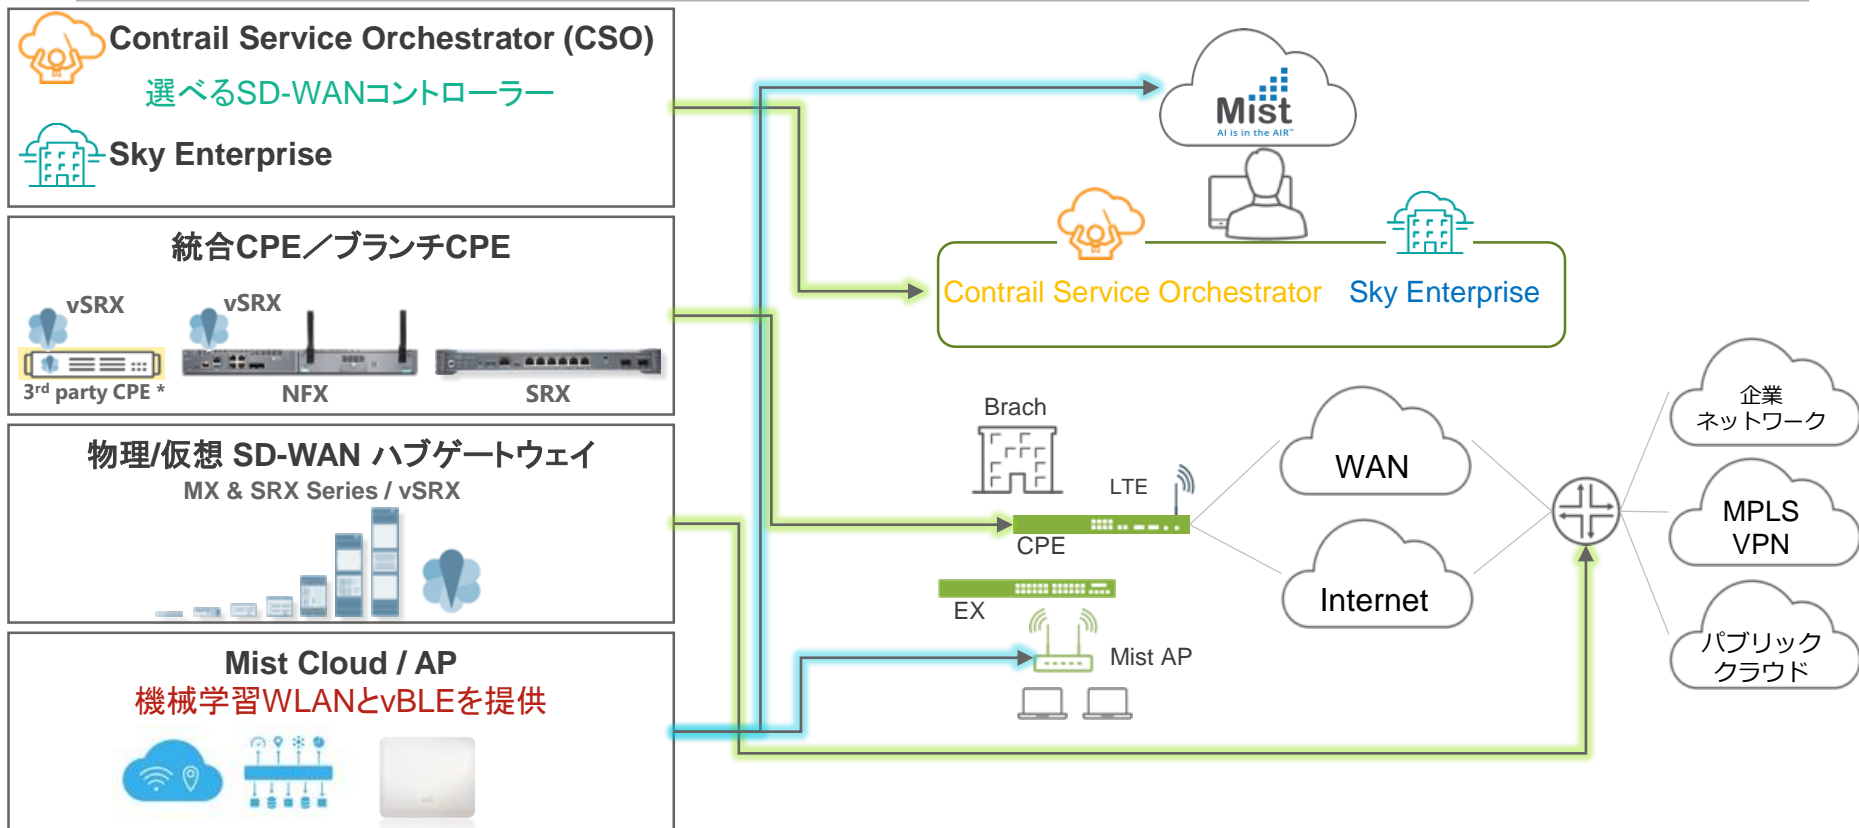 Contrail Service Orchestrator (CSO)
選べるSD-WANコントローラー
Sky Enterprise
統合CPE／ブランチCPE
vSRX
vSRX
3rd party CPE *
NFX
SRX
物理/仮想 SD-WAN ハブゲートウェイ
MX & SRX Series / vSRX
Mist Cloud / AP
機械学習WLANとvBLEを提供
Mist
AI is in the AIR™
Contrail Service Orchestrator
Sky Enterprise
Brach
LTE
CPE
EX
Mist AP
WAN
Internet
企業
ネットワーク
MPLS
VPN
パブリック
クラウド